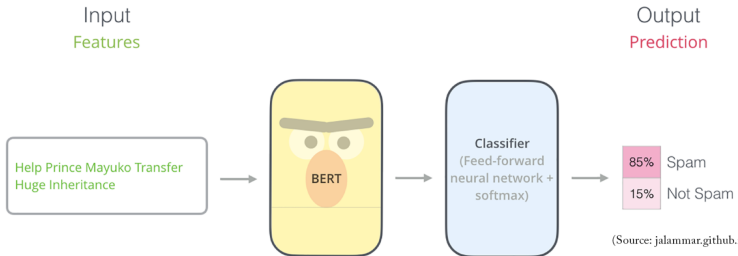 Input
Features
Output
Prediction
Help Prince Mayuko Transfer
Huge Inheritance
BERT
Classifier
(Feed-forward
neural network +
softmax)
85% Spam
15% Not Spam
(Source: jalammar.github.